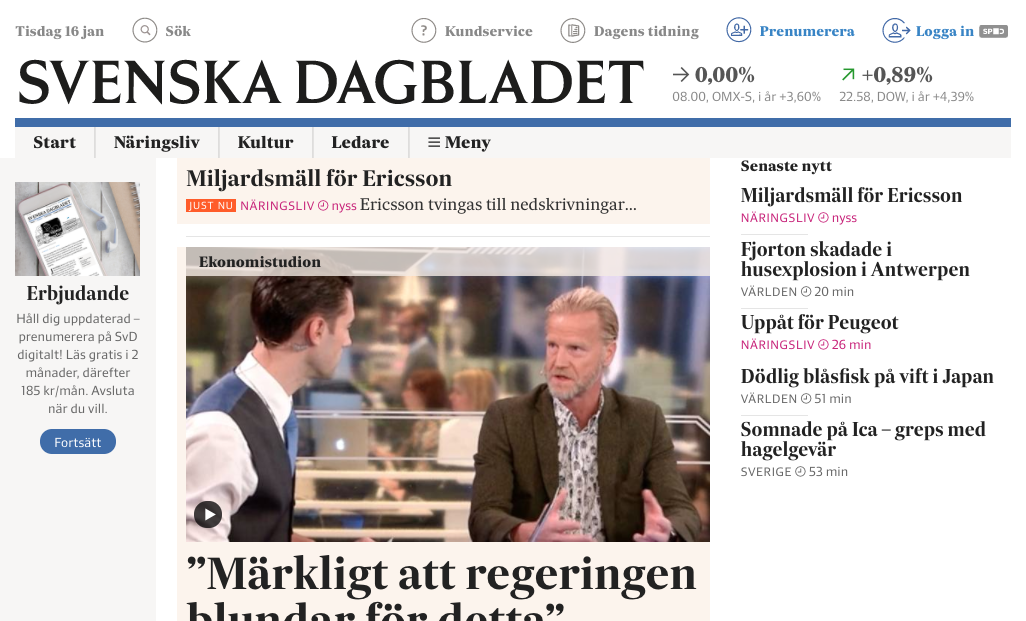 Tisdag 16 jan
Sök
Kundservice
Dagens tidning
Prenumerera
Logga in
SVENSKA DAGBLADET
0,00%
08.00, OMX-S, i år +3,60%
+0,89%
22.58, DOW, i år +4,39%
Start
Näringsliv
Kultur
Ledare
Meny
Erbjudande
Håll dig uppdaterad –
prenumerera på SvD
digitalt! Läs gratis i 2
månader, därefter
185 kr/mån. Avsluta
när du vill.
Fortsätt
Miljardsmäll för Ericsson
JUST NU NÄRINGSLIV nyss Ericsson tvingas till nedskrivningar…
Ekonomistudion
”Märkligt att regeringen
blundar för detta”
Senaste nytt
Miljardsmäll för Ericsson
NÄRINGSLIV nyss
Fjorton skadade i
husexplosion i Antwerpen
VÄRLDEN 20 min
Uppåt för Peugeot
NÄRINGSLIV 26 min
Dödlig blåsfisk på vift i Japan
VÄRLDEN 51 min
Somnade på Ica – greps med
hagelgevär
SVERIGE 53 min